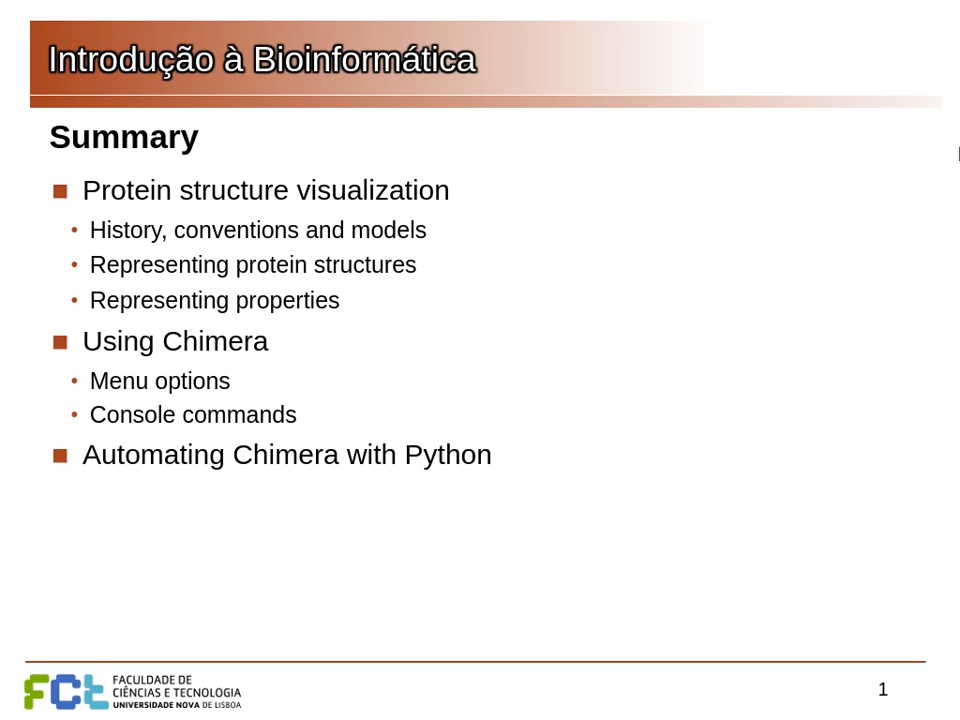 Introdução à Bioinformática
Summary
Protein structure visualization
• History, conventions and models
• Representing protein structures
• Representing properties
Using Chimera
• Menu options
• Console commands
Automating Chimera with Python
FCt
FACULDADE DE
CIÊNCIAS E TECNOLOGIA
UNIVERSIDADE NOVA DE LISBOA
1